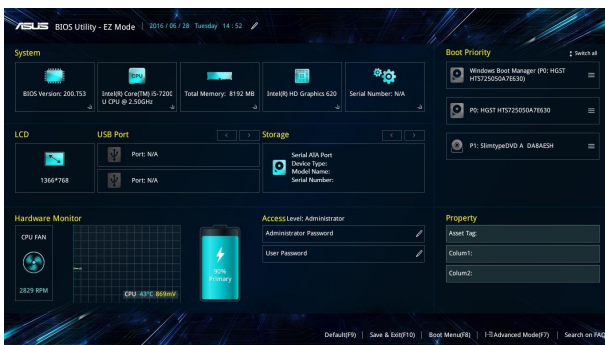 ASUS BIOS Utility - EZ Mode 2016 / 06 / 28 Tuesday 14 : 52
System
BIOS Version: 200.T53
Intel(R) Core(TM) i5-7200
U CPU @ 2.50GHz
Total Memory: 8192 MB
Intel(R) HD Graphics 620
Serial Number: N/A
CPU
Boot Priority
Switch all
Windows Boot Manager (P0: HGST
HTS725050A7E630)
P0: HGST HTS725050A7E630
P1: SlimtypeDVD A DA8AESH
LCD
1366*768
USB Port
Port: N/A
Port: N/A
Storage
Serial ATA Port
Device Type:
Model Name:
Serial Number:
Hardware Monitor
CPU FAN
2829 RPM
CPU 43°C 869mV
90%
Primary
Access Level: Administrator
Administrator Password
User Password
Property
Asset Tag:
Colum1:
Colum2:
Default(F9) Save & Exit(F10) Boot Menu(F8) Advanced Mode(F7) Search on FAQ